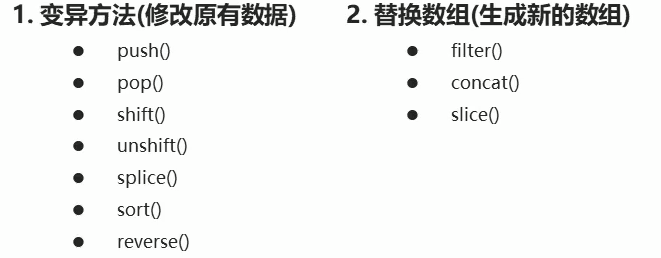 1. 变异方法(修改原有数据)
● push()
● pop()
● shift()
● unshift()
● splice()
● sort()
● reverse()
2. 替换数组(生成新的数组)
● filter()
● concat()
● slice()